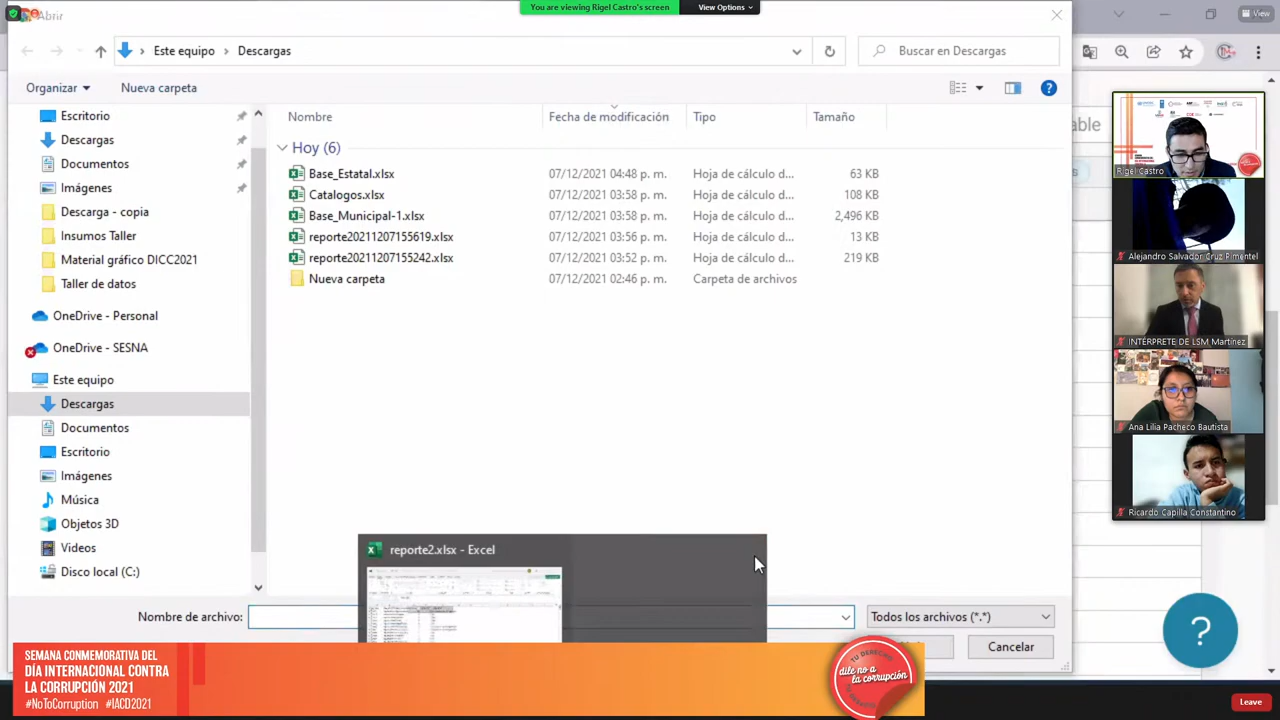 Abrir
You are viewing Rigel Castro's screen
View Options
View
Este equipo
Descargas
Buscar en Descargas
Organizar
Nueva carpeta
Nombre
Fecha de modificación
Tipo
Tamaño
Hoy (6)
Base_Estatal.xlsx
07/12/2021 04:48 p. m.
Hoja de cálculo d...
63 KB
Catalogos.xlsx
07/12/2021 03:58 p. m.
Hoja de cálculo d...
108 KB
Base_Municipal-1.xlsx
07/12/2021 03:58 p. m.
Hoja de cálculo d...
2,496 KB
reporte20211207155619.xlsx
07/12/2021 03:56 p. m.
Hoja de cálculo d...
13 KB
reporte20211207155242.xlsx
07/12/2021 03:52 p. m.
Hoja de cálculo d...
219 KB
Nueva carpeta
07/12/2021 02:46 p. m.
Carpeta de archivos
Escritorio
Descargas
Documentos
Imágenes
Descarga - copia
Insumos Taller
Material gráfico DICC2021
Taller de datos
OneDrive - Personal
OneDrive - SESNA
Este equipo
Descargas
Documentos
Escritorio
Imágenes
Música
Objetos 3D
Videos
Disco local (C:)
able
Rigel Castro
Alejandro Salvador Cruz Pimentel
INTÉRPRETE DE LSM Martínez
Ana Lilia Pacheco Bautista
Ricardo Capilla Constantino
reporte2.xlsx - Excel
Nombre de archivo:
Todos los archivos (*.*)
Cancelar
?
SEMANA CONMEMORATIVA DEL
DÍA INTERNACIONAL CONTRA
LA CORRUPCIÓN 2021
#NoToCorruption #IACD2021
TU DERECHO
dile no a
la corrupción
Leave